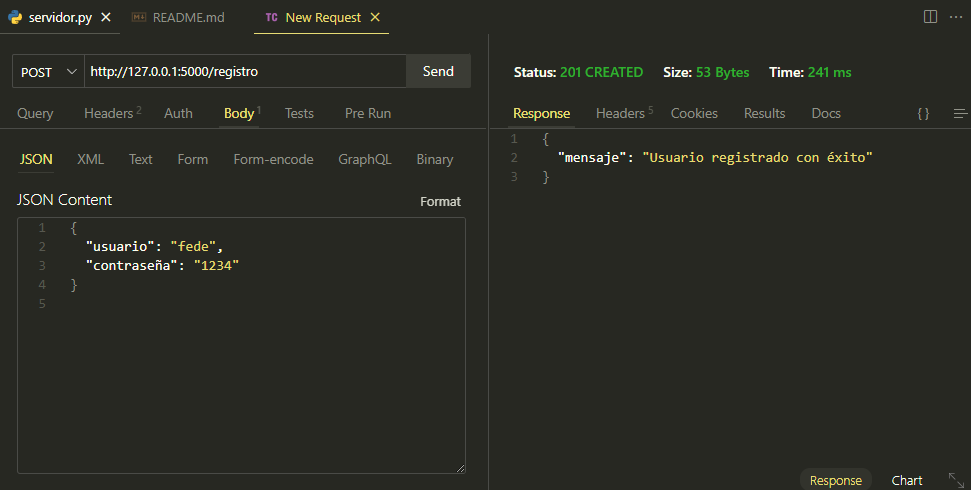 servidor.py README.md TC New Request
POST http://127.0.0.1:5000/registro Send
Query Headers 2 Auth Body 1 Tests Pre Run
JSON XML Text Form Form-encode GraphQL Binary
JSON Content Format
1 {
2 "usuario": "fede",
3 "contraseña": "1234"
4 }
5
Status: 201 CREATED Size: 53 Bytes Time: 241 ms
Response Headers 5 Cookies Results Docs { }
1 {
2 "mensaje": "Usuario registrado con éxito"
3 }
Response Chart